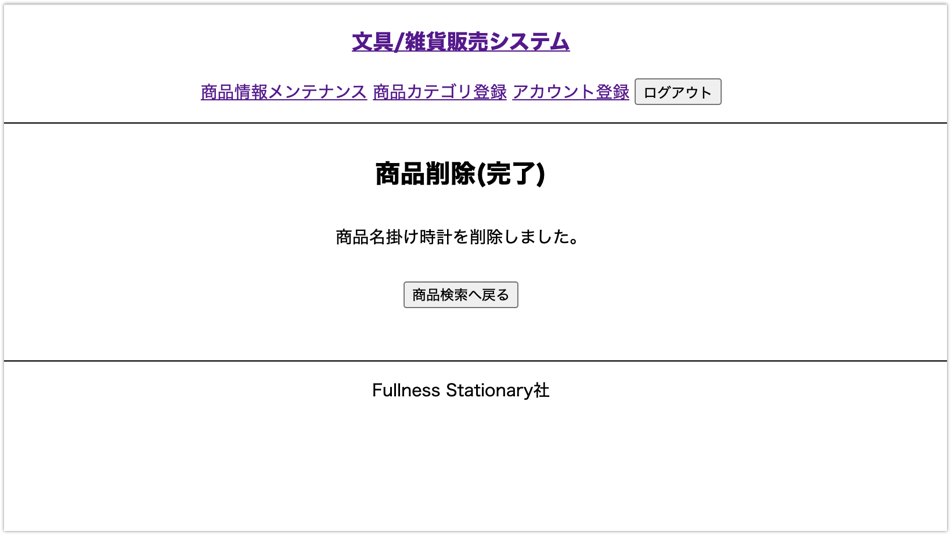 文具/雑貨販売システム
商品情報メンテナンス 商品カテゴリ登録 アカウント登録 ログアウト
商品削除(完了)
商品名掛け時計を削除しました。
商品検索へ戻る
Fullness Stationary社